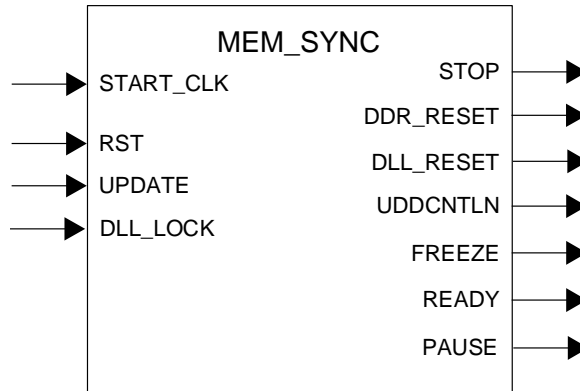 MEM_SYNC
START_CLK
RST
UPDATE
DLL_LOCK
STOP
DDR_RESET
DLL_RESET
UDDCNTLN
FREEZE
READY
PAUSE